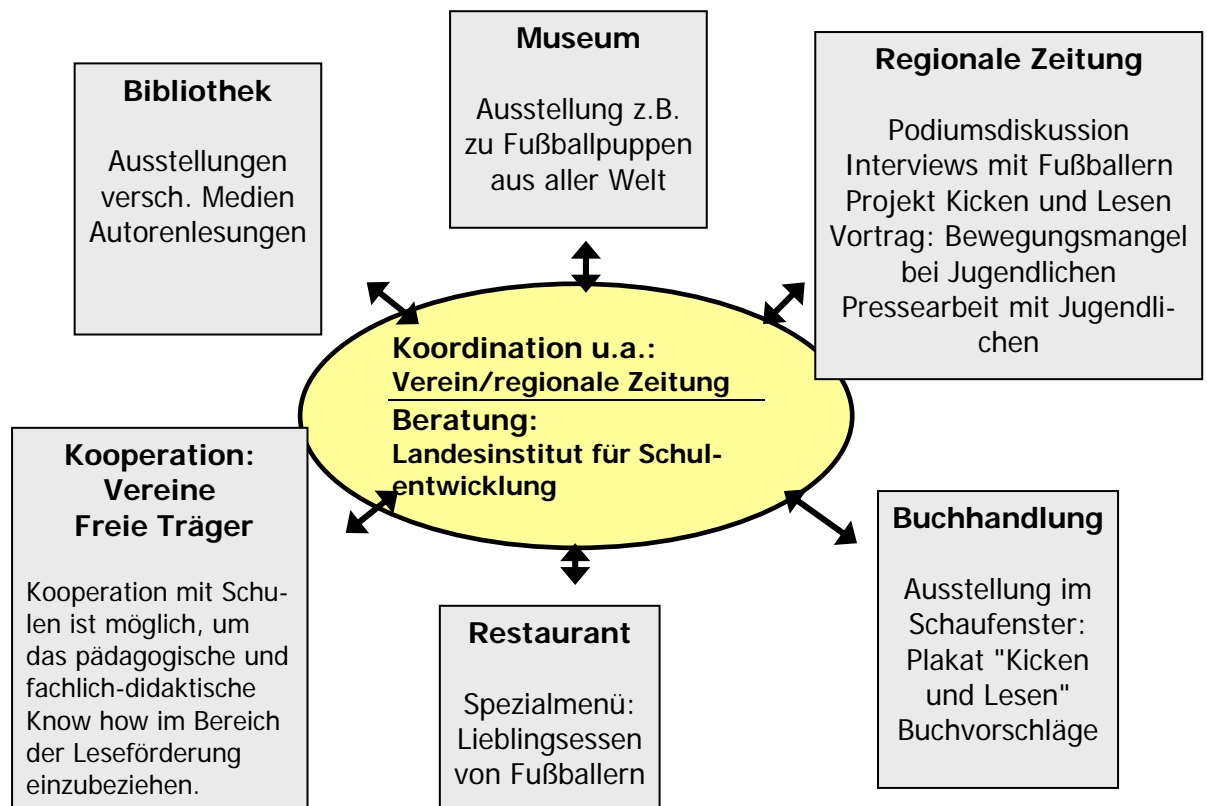 Bibliothek
Ausstellungen
versch. Medien
Autorenlesungen
Museum
Ausstellung z.B.
zu Fußballpuppen
aus aller Welt
Regionale Zeitung
Podiumsdiskussion
Interviews mit Fußballern
Projekt Kicken und Lesen
Vortrag: Bewegungsmangel
bei Jugendlichen
Pressearbeit mit Jugendli-
chen
Koordination u.a.:
Verein/regionale Zeitung
Beratung:
Landesinstitut für Schul-
entwicklung
Kooperation:
Vereine
Freie Träger
Kooperation mit Schu-
len ist möglich, um
das pädagogische und
fachlich-didaktische
Know how im Bereich
der Leseförderung
einzubeziehen.
Restaurant
Spezialmenü:
Lieblingsessen
von Fußballern
Buchhandlung
Ausstellung im
Schaufenster:
Plakat "Kicken
und Lesen"
Buchvorschläge